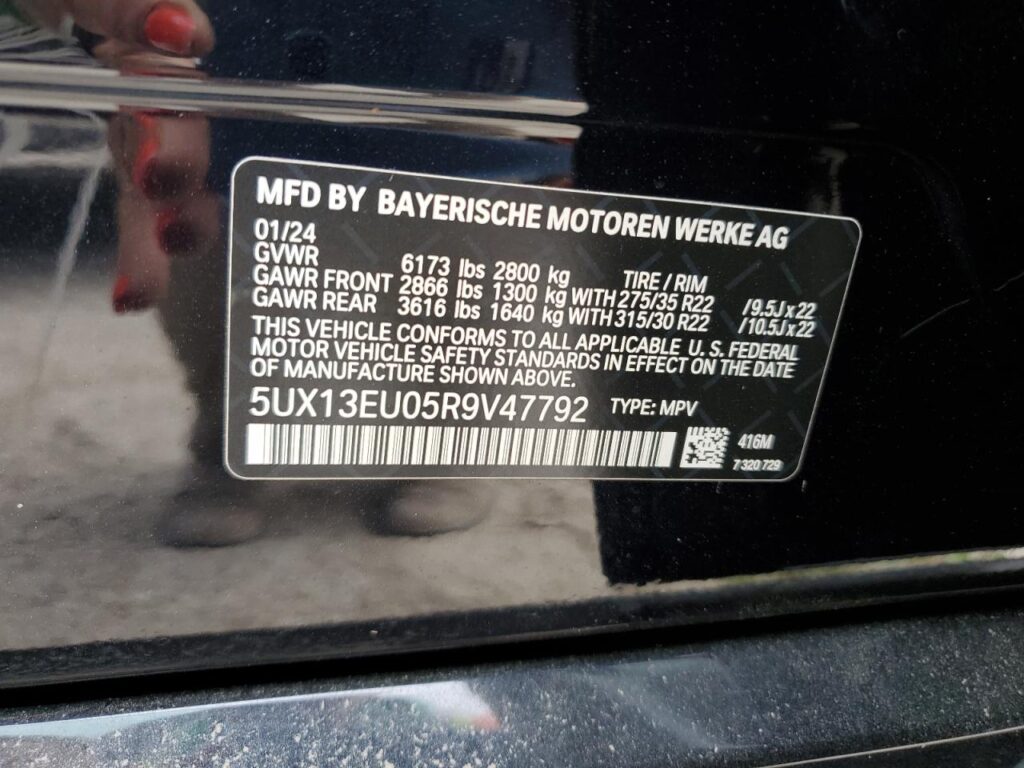 MFD BY BAYERISCHE MOTOREN WERKE AG
01/24
GVWR 6173 lbs 2800 kg TIRE / RIM
GAWR FRONT 2866 lbs 1300 kg WITH 275/35 R22 /9.5J x 22
GAWR REAR 3616 lbs 1640 kg WITH 315/30 R22 /10.5J x 22
THIS VEHICLE CONFORMS TO ALL APPLICABLE U. S. FEDERAL
MOTOR VEHICLE SAFETY STANDARDS IN EFFECT ON THE DATE
OF MANUFACTURE SHOWN ABOVE.
5UX13EU05R9V47792 TYPE: MPV
416M
7 320 729